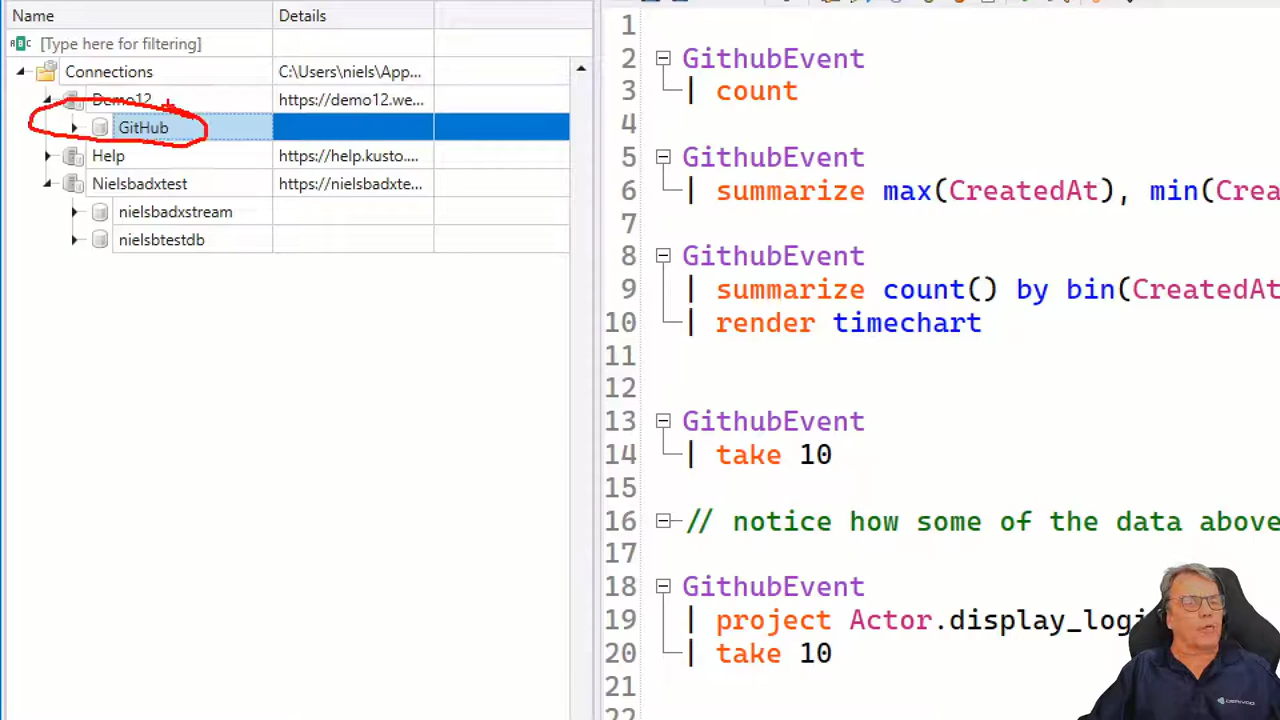 Name Details
[Type here for filtering]
Connections C:\Users\niels\App...
Demo12 https://demo12.we...
GitHub
Help https://help.kusto....
Nielsbadxtest https://nielsbadxte...
nielsbadxstream
nielsbtestdb
1
2 GithubEvent
3 | count
4
5 GithubEvent
6 | summarize max(CreatedAt), min(Crea
7
8 GithubEvent
9 | summarize count() by bin(CreatedAt
10 | render timechart
11
12
13 GithubEvent
14 | take 10
15
16 // notice how some of the data above
17
18 GithubEvent
19 | project Actor.display_logi
20 | take 10
21
22
DERIVCO